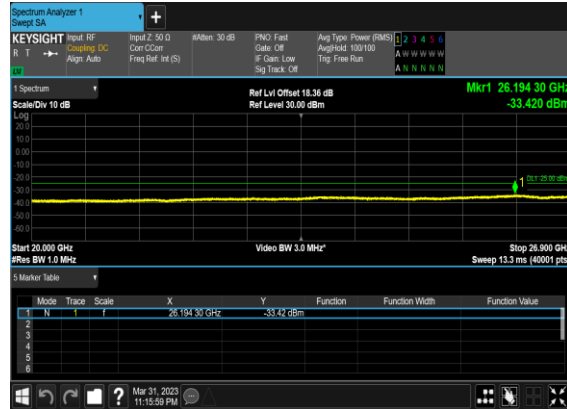 Spectrum Analyzer 1
Swept SA
+
KEYSIGHT Input: RF Input Z: 50 Ω #Atten: 30 dB PNO: Fast Avg Type: Power (RMS) 1 2 3 4 5 6
R T Coupling: DC Corr CCorr Gate: Off Avg|Hold: 100/100 A W W W W W
Align: Auto Freq Ref: Int (S) IF Gain: Low Trig: Free Run
Sig Track: Off A N N N N N
1 Spectrum Ref Lvl Offset 18.36 dB Mkr1 26.194 30 GHz
Scale/Div 10 dB Ref Level 30.00 dBm -33.420 dBm
Log
20.0
10.0
0.00
-10.0
-20.0
1 DL1 -25.00 dBm
-30.0
-40.0
-50.0
-60.0
Start 20.000 GHz Video BW 3.0 MHz* Stop 26.900 GHz
#Res BW 1.0 MHz Sweep 13.3 ms (40001 pts)
5 Marker Table
Mode Trace Scale X Y Function Function Width Function Value
1 N 1 f 26.194 30 GHz -33.42 dBm
2
3
4
5
6
? Mar 31, 2023
11:15:59 PM